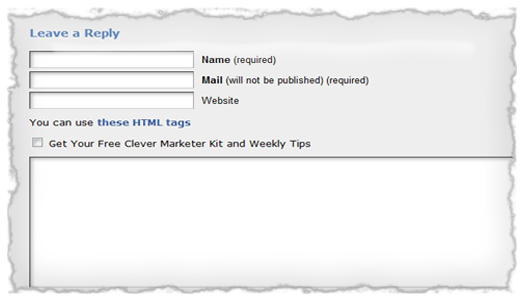 Leave a Reply
Name (required)
Mail (will not be published) (required)
Website
You can use these HTML tags
Get Your Free Clever Marketer Kit and Weekly Tips